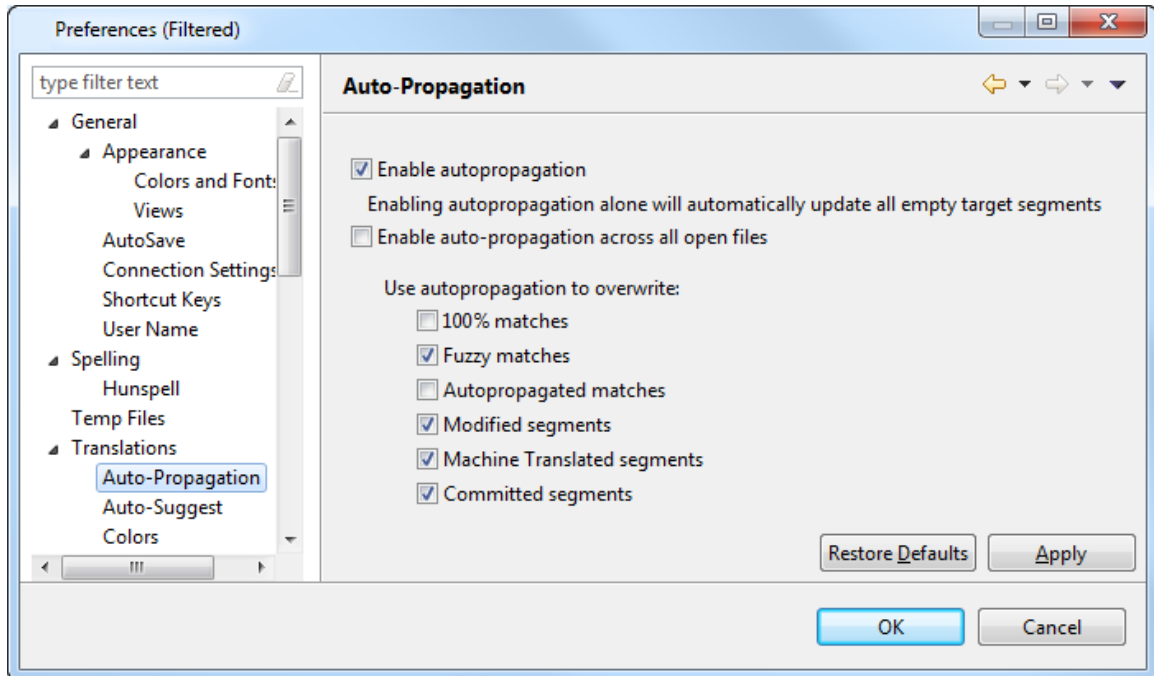 Preferences (Filtered)
type filter text
General
Appearance
Colors and Fonts
Views
AutoSave
Connection Settings
Shortcut Keys
User Name
Spelling
Hunspell
Temp Files
Translations
Auto-Propagation
Auto-Suggest
Colors
Auto-Propagation
Enable autopropagation
Enabling autopropagation alone will automatically update all empty target segments
Enable auto-propagation across all open files
Use autopropagation to overwrite:
100% matches
Fuzzy matches
Autopropagated matches
Modified segments
Machine Translated segments
Committed segments
Restore Defaults
Apply
OK
Cancel